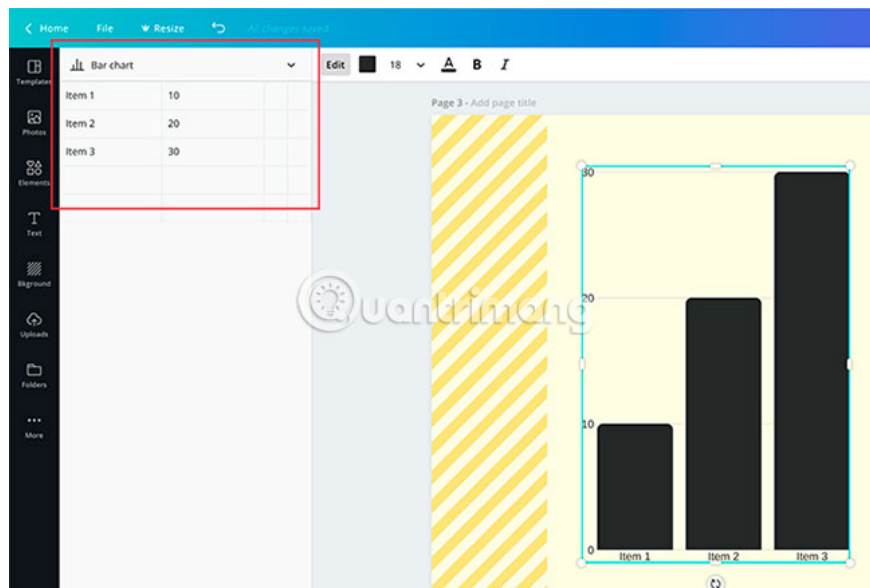 Home File Resize All changes saved
Templates
Photos
Elements
Text
Bkground
Uploads
Folders
More
Bar chart
Item 1 10
Item 2 20
Item 3 30
Edit 18 A B I
Page 3 - Add page title
30
20
10
0
Item 1 Item 2 Item 3
Quantrimang